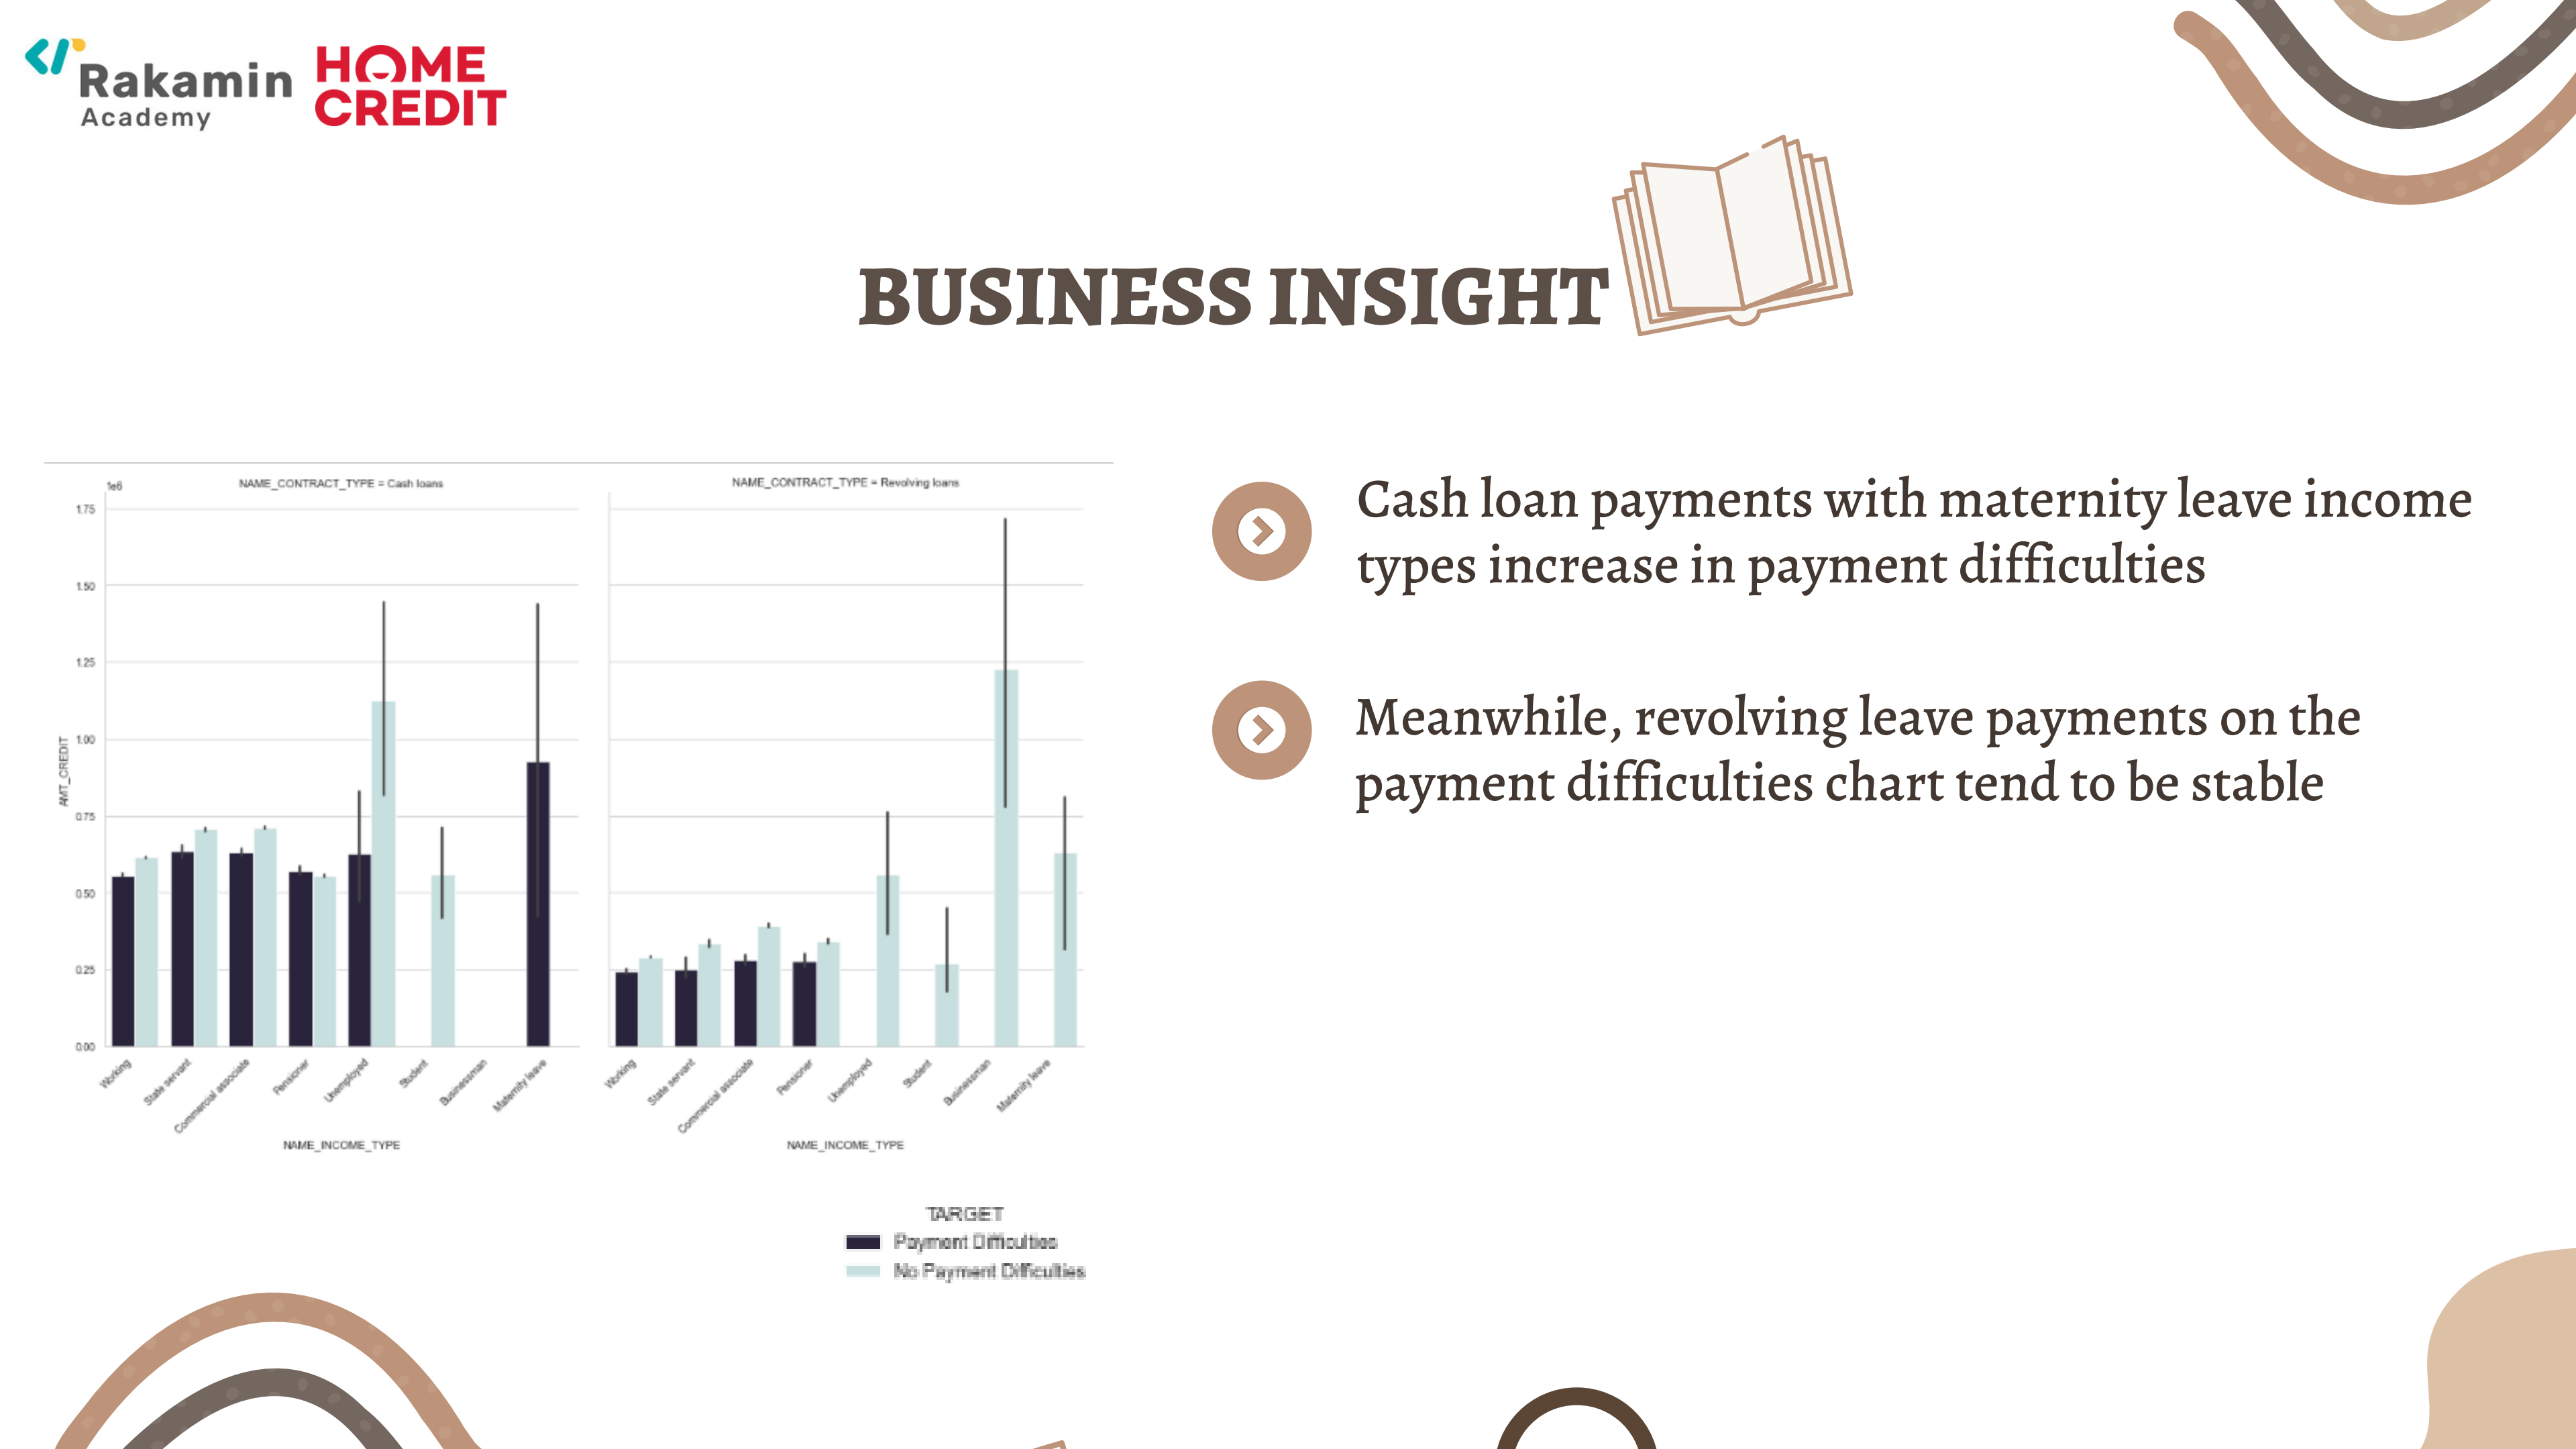 Rakamin
Academy
HOME
CREDIT
BUSINESS INSIGHT
1e6
NAME_CONTRACT_TYPE = Cash loans
NAME_CONTRACT_TYPE = Revolving loans
1.75
1.50
1.25
1.00
0.75
0.50
0.25
0.00
AMT_CREDIT
Working
State servant
Commercial associate
Pensioner
Unemployed
Student
Businessman
Maternity leave
Working
State servant
Commercial associate
Pensioner
Unemployed
Student
Businessman
Maternity leave
NAME_INCOME_TYPE
NAME_INCOME_TYPE
TARGET
Payment Difficulties
No Payment Difficulties
Cash loan payments with maternity leave income
types increase in payment difficulties
Meanwhile, revolving leave payments on the
payment difficulties chart tend to be stable